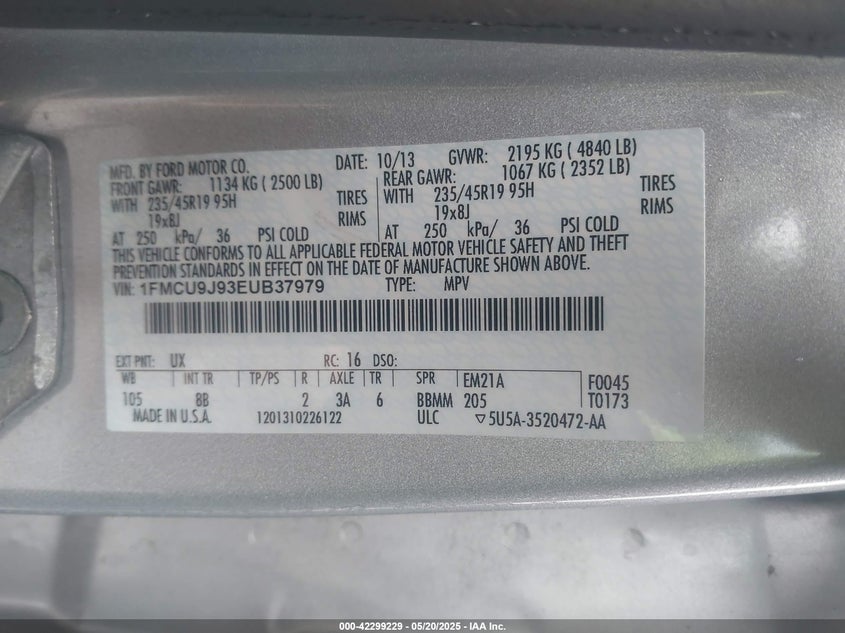 MFD. BY FORD MOTOR CO. DATE: 10/13 GVWR: 2195 KG ( 4840 LB)
FRONT GAWR: 1134 KG ( 2500 LB) REAR GAWR: 1067 KG ( 2352 LB)
WITH 235/45R19 95H TIRES WITH 235/45R19 95H TIRES
19x8J RIMS 19x8J RIMS
AT 250 kPa/ 36 PSI COLD AT 250 kPa/ 36 PSI COLD
THIS VEHICLE CONFORMS TO ALL APPLICABLE FEDERAL MOTOR VEHICLE SAFETY AND THEFT
PREVENTION STANDARDS IN EFFECT ON THE DATE OF MANUFACTURE SHOWN ABOVE.
VIN: 1FMCU9J93EUB37979 TYPE: MPV
EXT PNT: UX RC: 16 DSO:
WB INT TR TP/PS R AXLE TR SPR EM21A F0045
105 8B 2 3A 6 BBMM 205 T0173
MADE IN U.S.A. 1201310226122 ULC ▽5U5A-3520472-AA
000-42299229 - 05/20/2025 - IAA Inc.